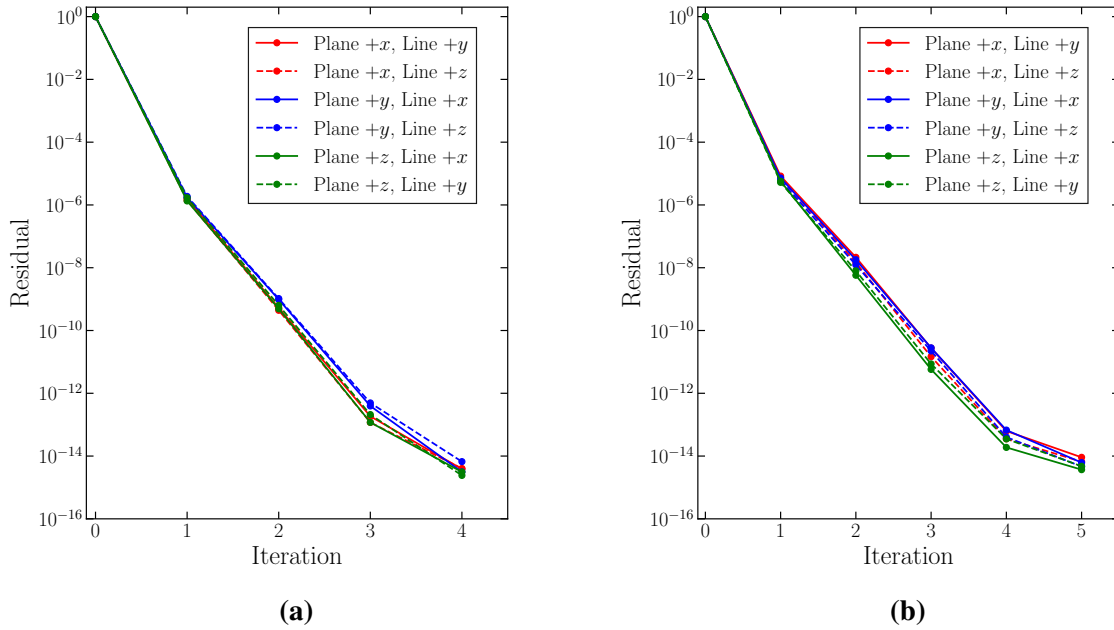 10^0
10^−2
10^−4
10^−6
10^−8
10^−10
10^−12
10^−14
10^−16
Residual
0 1 2 3 4
Iteration
Plane +x, Line +y
Plane +x, Line +z
Plane +y, Line +x
Plane +y, Line +z
Plane +z, Line +x
Plane +z, Line +y
(a)
10^0
10^−2
10^−4
10^−6
10^−8
10^−10
10^−12
10^−14
10^−16
Residual
0 1 2 3 4 5
Iteration
Plane +x, Line +y
Plane +x, Line +z
Plane +y, Line +x
Plane +y, Line +z
Plane +z, Line +x
Plane +z, Line +y
(b)